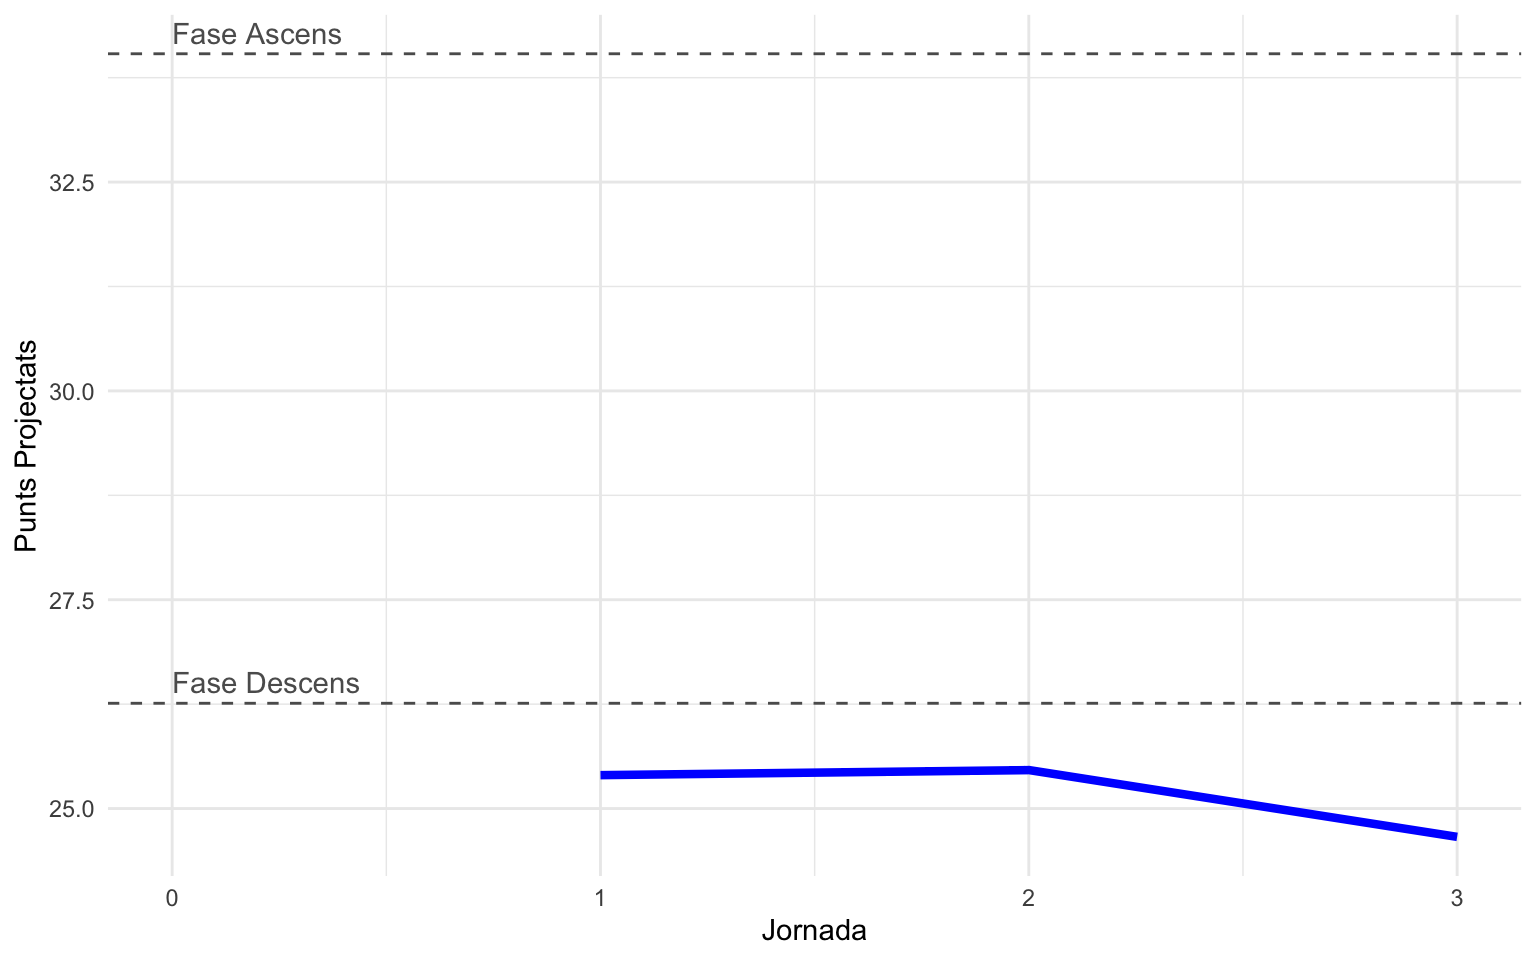 Fase Ascens
32.5
30.0
27.5
25.0
Punts Projectats
Fase Descens
0 1 2 3
Jornada